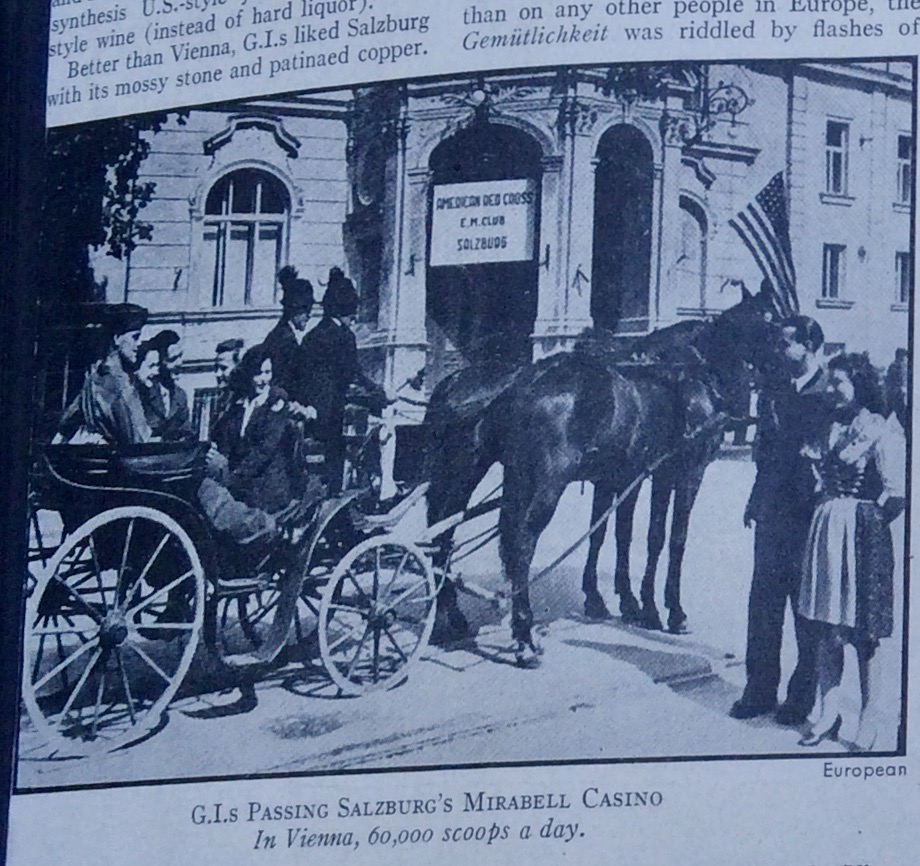 synthesis U.S.-style
style wine (instead of hard liquor).
Better than Vienna, G.I.s liked Salzburg
with its mossy stone and patinaed copper.
than on any other people in Europe, the
Gemütlichkeit was riddled by flashes of
AMERICAN RED CROSS
E.M.CLUB
SALZBURG
European
G.I.s PASSING SALZBURG'S MIRABELL CASINO
In Vienna, 60,000 scoops a day.